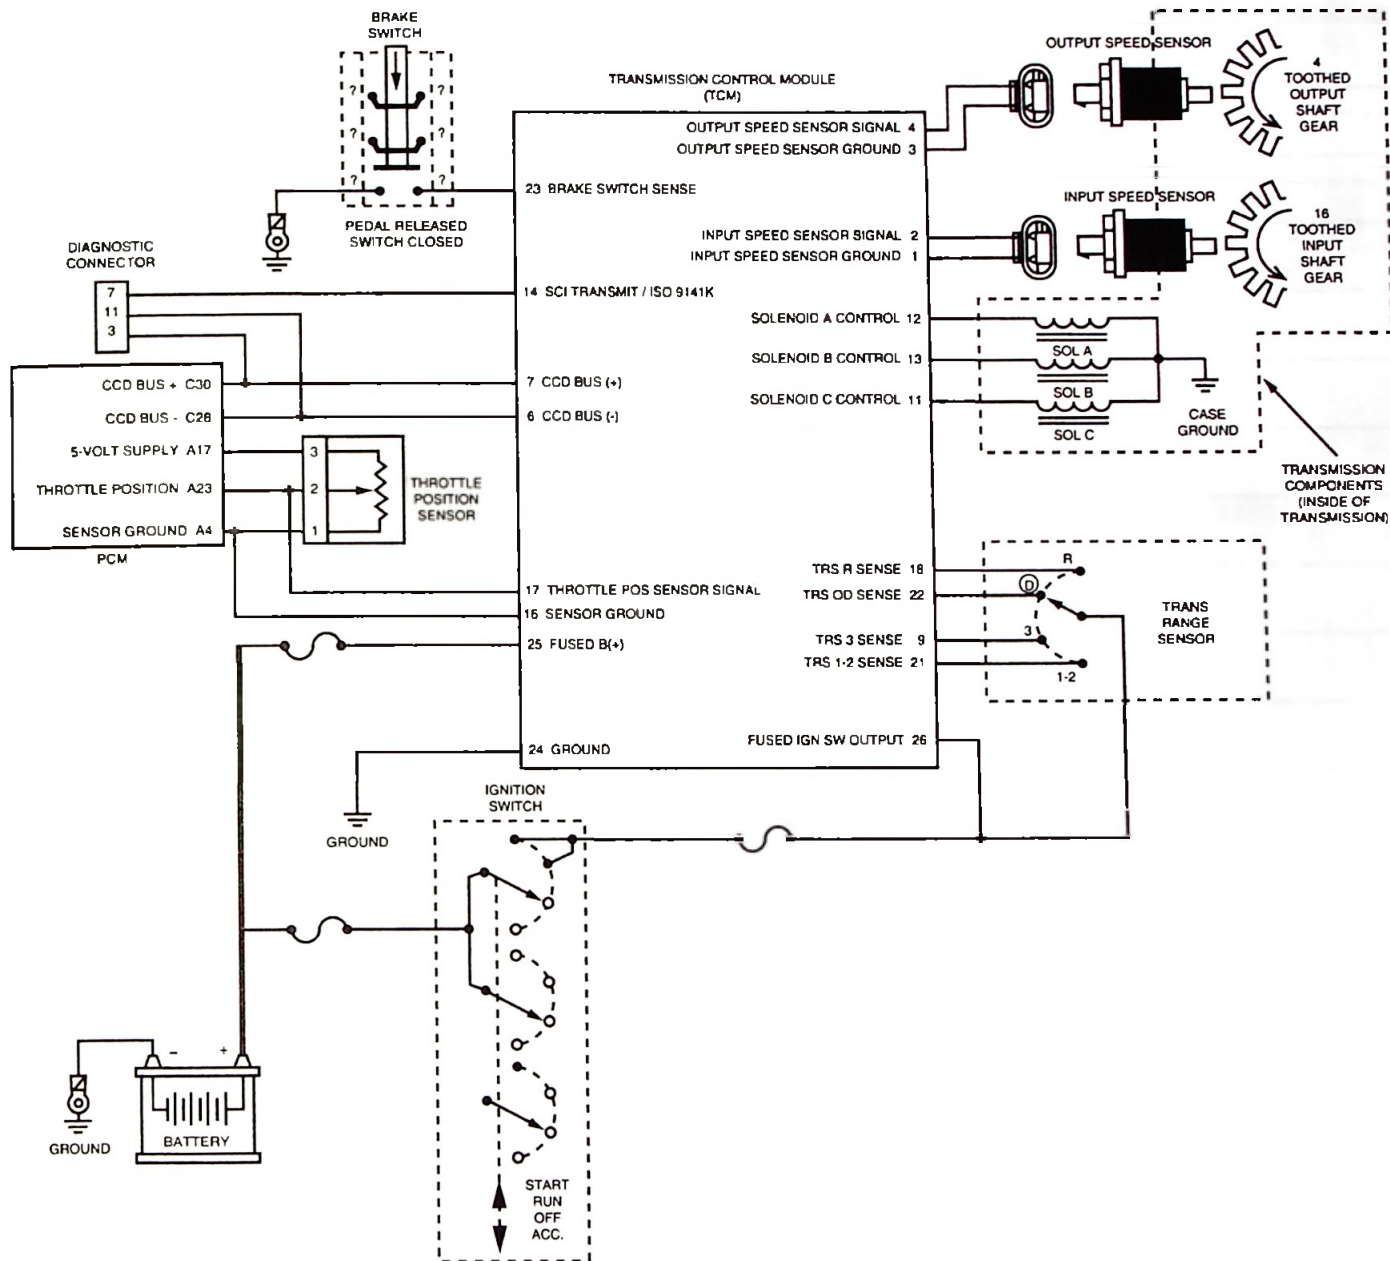 BRAKE
SWITCH
?
?
?
?
?
?
PEDAL RELEASED
SWITCH CLOSED
TRANSMISSION CONTROL MODULE
(TCM)
OUTPUT SPEED SENSOR
4
TOOTHED
OUTPUT
SHAFT
GEAR
OUTPUT SPEED SENSOR SIGNAL 4
OUTPUT SPEED SENSOR GROUND 3
23 BRAKE SWITCH SENSE
INPUT SPEED SENSOR
16
TOOTHED
INPUT
SHAFT
GEAR
INPUT SPEED SENSOR SIGNAL 2
INPUT SPEED SENSOR GROUND 1
DIAGNOSTIC
CONNECTOR
7
11
3
14 SCI TRANSMIT / ISO 9141K
SOLENOID A CONTROL 12
SOLENOID B CONTROL 13
SOLENOID C CONTROL 11
SOL A
SOL B
SOL C
CASE
GROUND
TRANSMISSION
COMPONENTS
(INSIDE OF
TRANSMISSION)
CCD BUS + C30
CCD BUS - C28
5-VOLT SUPPLY A17
THROTTLE POSITION A23
SENSOR GROUND A4
PCM
7 CCD BUS (+)
6 CCD BUS (-)
3
2
1
THROTTLE
POSITION
SENSOR
17 THROTTLE POS SENSOR SIGNAL
16 SENSOR GROUND
25 FUSED B(+)
24 GROUND
TRS R SENSE 18
TRS OD SENSE 22
TRS 3 SENSE 9
TRS 1-2 SENSE 21
R
D
3
1-2
TRANS
RANGE
SENSOR
FUSED IGN SW OUTPUT 26
GROUND
IGNITION
SWITCH
START
RUN
OFF
ACC.
- +
BATTERY
GROUND